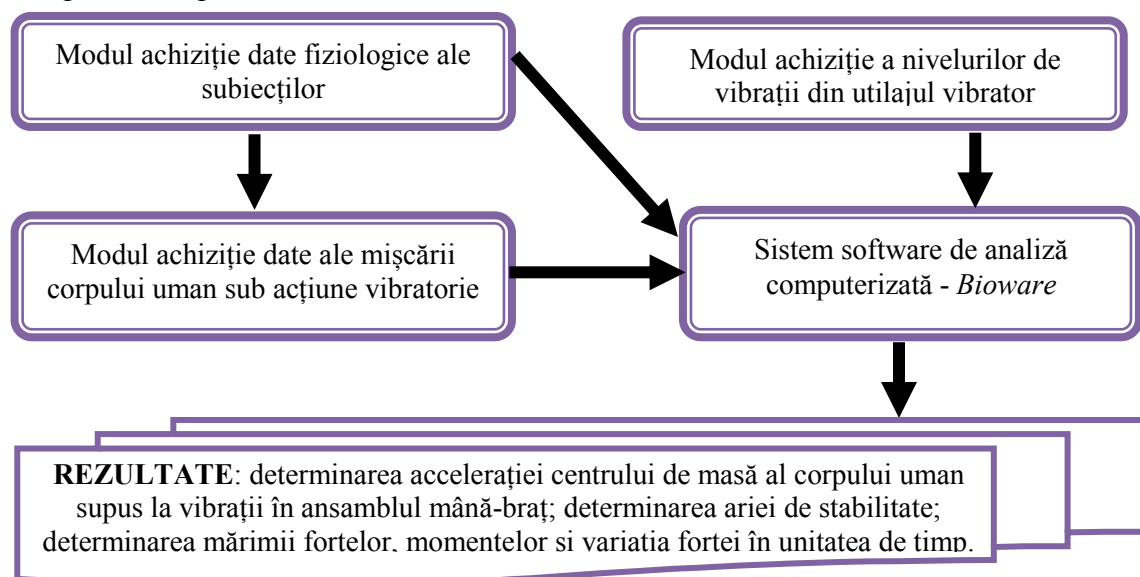 Modul achiziție date fiziologice ale
subiecților
Modul achiziție a nivelurilor de
vibrații din utilajul vibrator
Modul achiziție date ale mișcării
corpului uman sub acțiune vibratorie
Sistem software de analiză
computerizată - Bioware
REZULTATE: determinarea accelerației centrului de masă al corpului uman
supus la vibrații în ansamblul mână-braț; determinarea ariei de stabilitate;
determinarea mărimii forțelor, momentelor și variația forței în unitatea de timp.